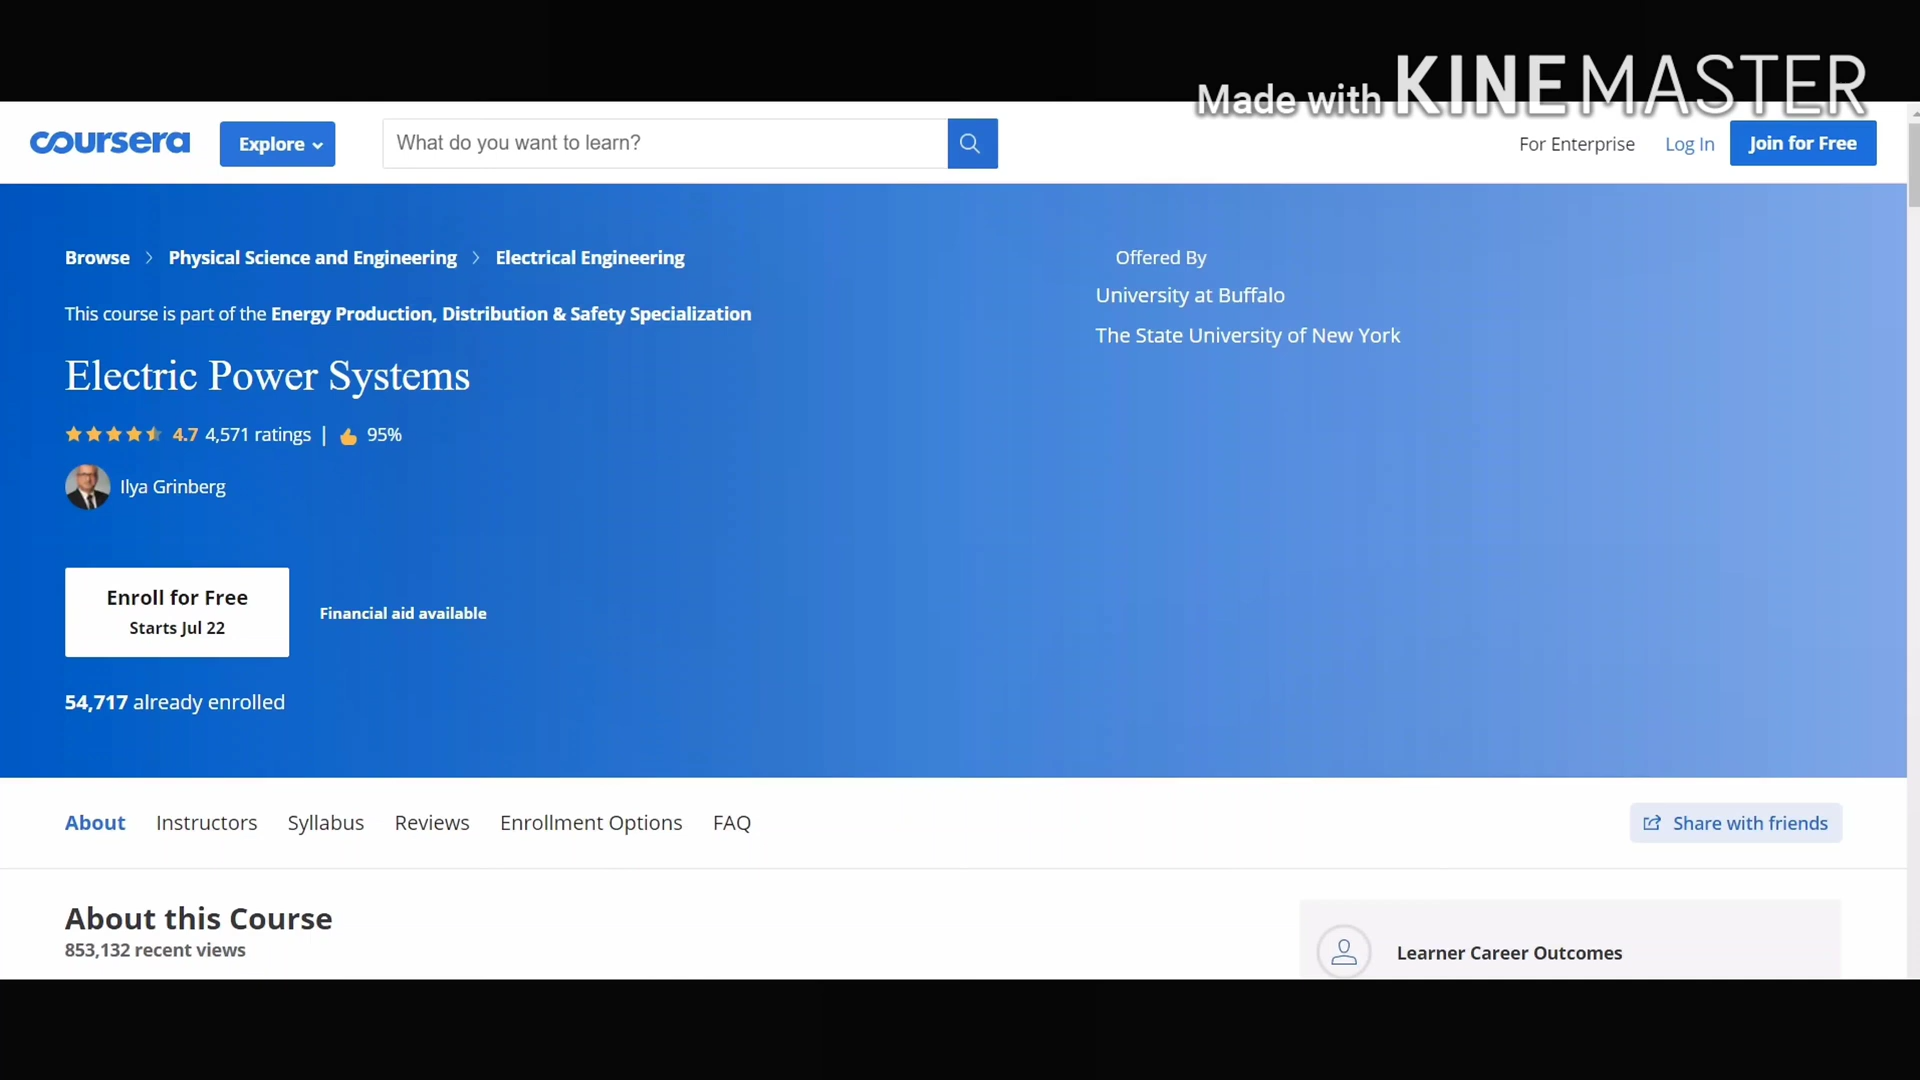 Made with KINEMASTER
coursera
Explore
What do you want to learn?
For Enterprise
Log In
Join for Free
Browse > Physical Science and Engineering > Electrical Engineering
This course is part of the Energy Production, Distribution & Safety Specialization
Electric Power Systems
4.7 4,571 ratings | 95%
Ilya Grinberg
Enroll for Free
Starts Jul 22
Financial aid available
54,717 already enrolled
Offered By
University at Buffalo
The State University of New York
About Instructors Syllabus Reviews Enrollment Options FAQ
Share with friends
About this Course
853,132 recent views
Learner Career Outcomes